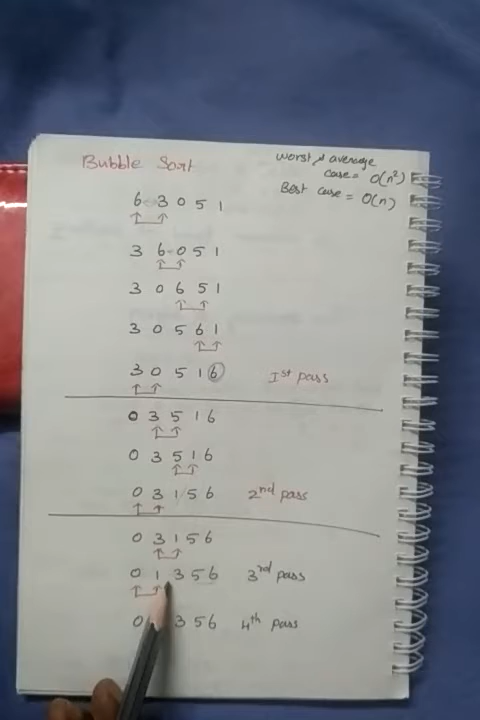 Bubble Sort
worst & average
case = O(n²)
Best case = O(n)
6 3 0 5 1
3 6 0 5 1
3 0 6 5 1
3 0 5 6 1
3 0 5 1 6 1st pass
0 3 5 1 6
0 3 5 1 6
0 3 1 5 6 2nd pass
0 3 1 5 6
0 1 3 5 6 3rd pass
0 3 5 6 4th pass